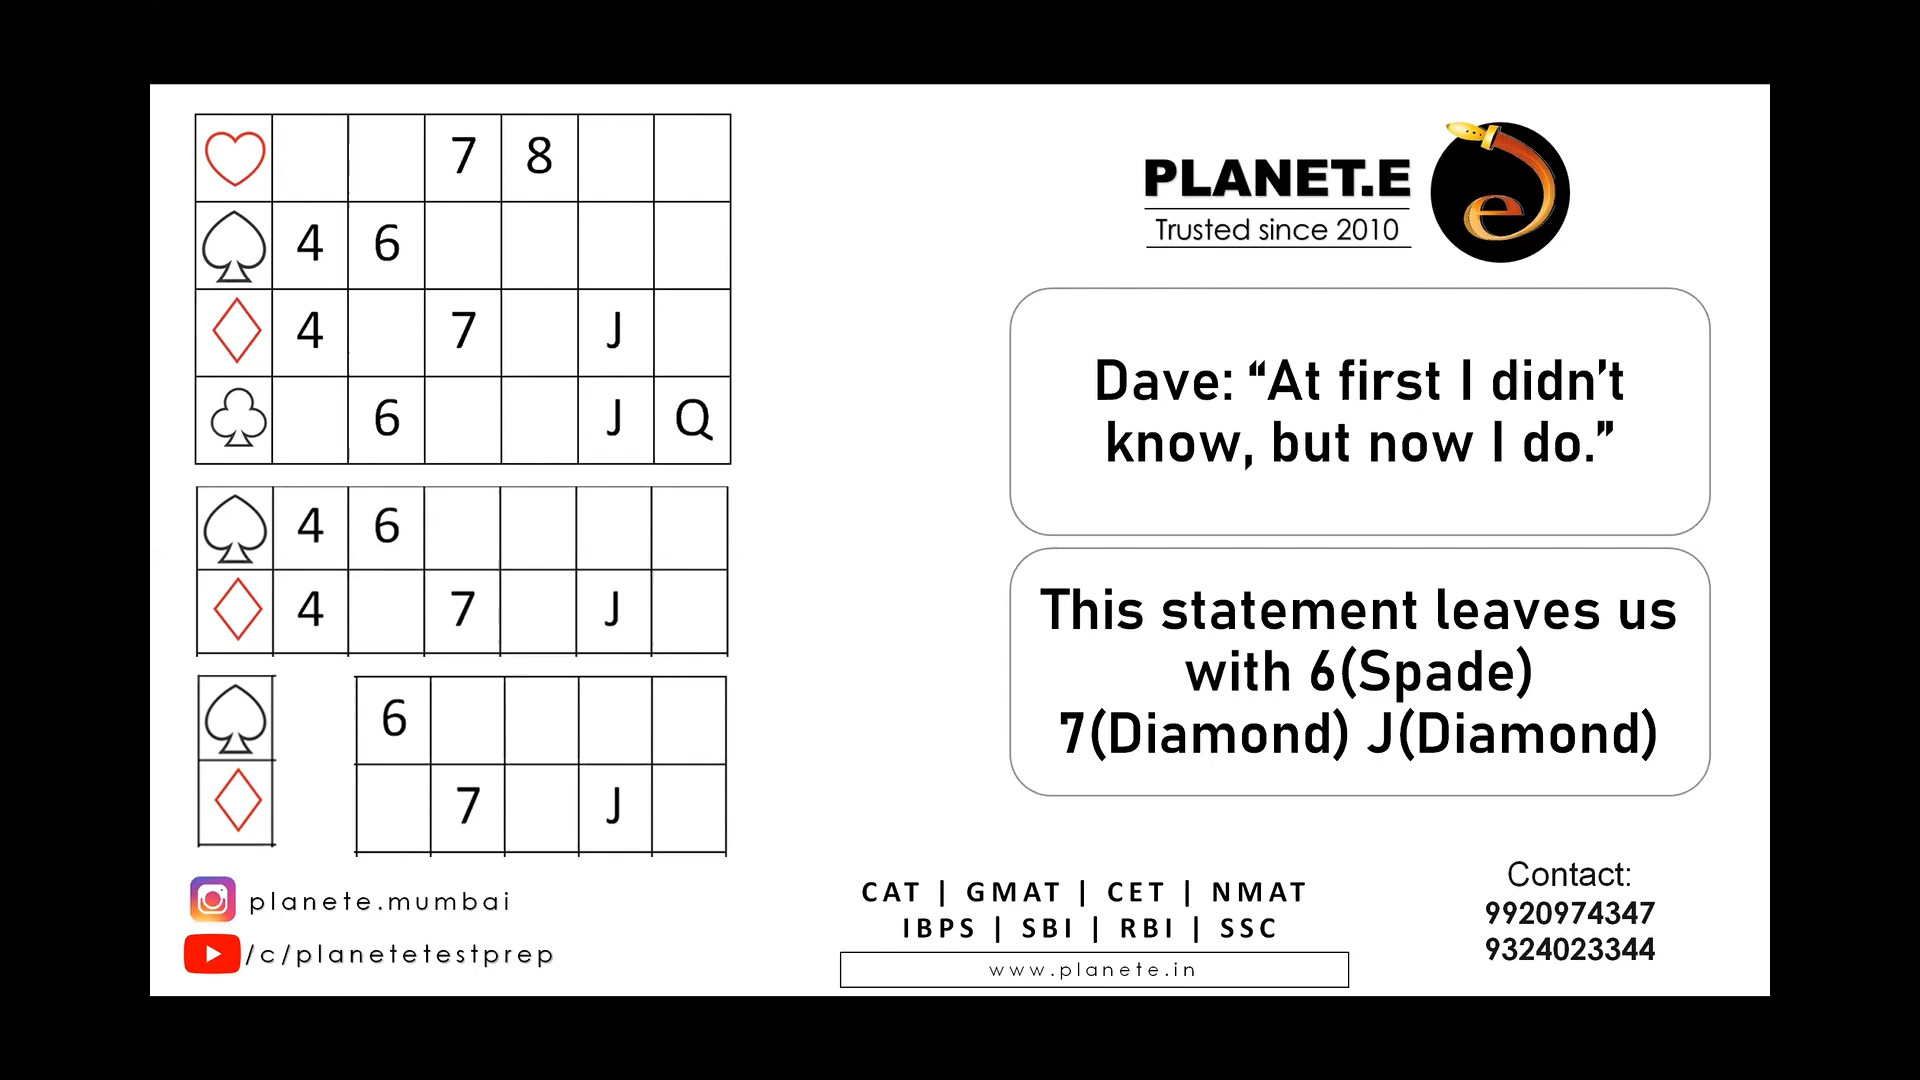 7 8
4 6
4 7 J
6 J Q
4 6
4 7 J
6
7 J
PLANET.E
Trusted since 2010
e
Dave: “At first I didn’t
know, but now I do.”
This statement leaves us
with 6(Spade)
7(Diamond) J(Diamond)
planete.mumbai
/c/planetetestprep
CAT | GMAT | CET | NMAT
IBPS | SBI | RBI | SSC
www.planete.in
Contact:
9920974347
9324023344